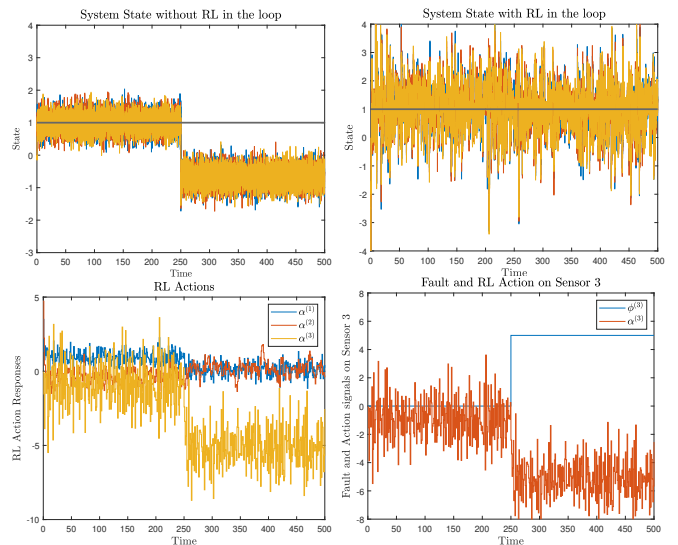 System State without RL in the loop
4
3
2
1
0
-1
-2
-3
State
0 50 100 150 200 250 300 350 400 450 500
Time
System State with RL in the loop
4
3
2
1
0
-1
-2
-3
-4
State
0 50 100 150 200 250 300 350 400 450 500
Time
RL Actions
5
0
-5
-10
RL Action Responses
α(1)
α(2)
α(3)
0 50 100 150 200 250 300 350 400 450 500
Time
Fault and RL Action on Sensor 3
8
6
4
2
0
-2
-4
-6
-8
Fault and Action signals on Sensor 3
ϕ(3)
α(3)
0 50 100 150 200 250 300 350 400 450 500
Time